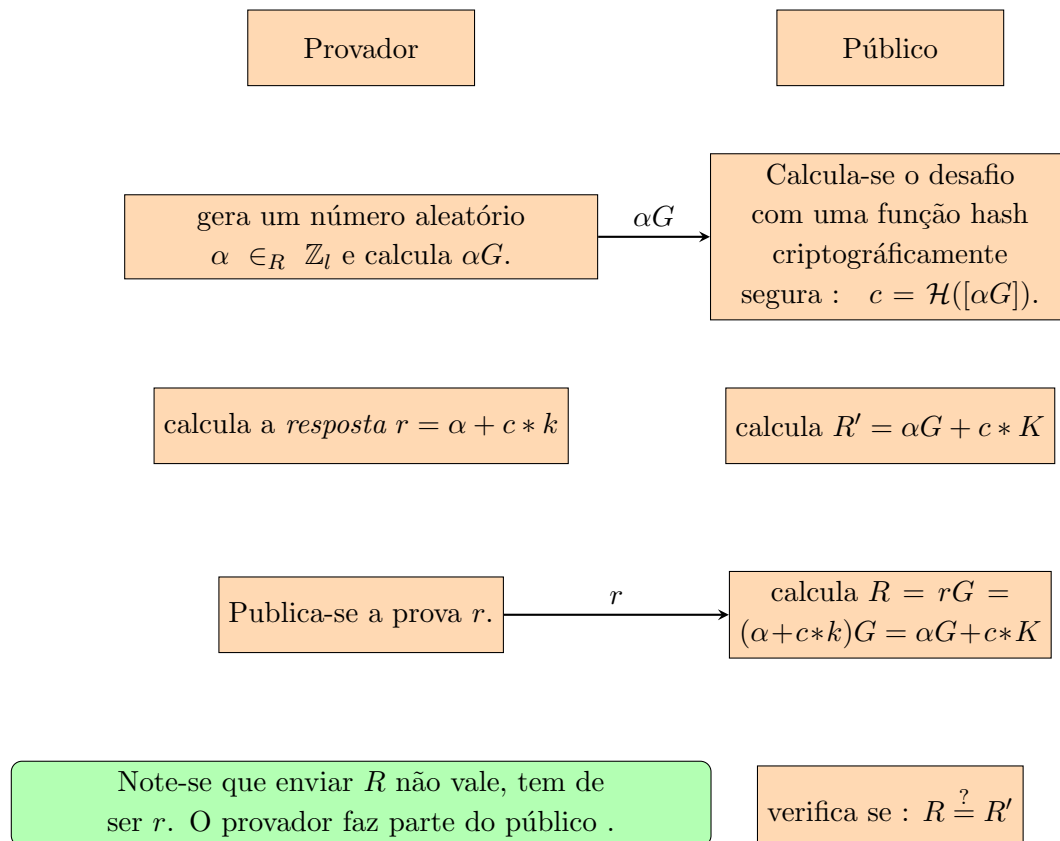 Provador
Público
gera um número aleatório
α ∈_R ℤ_l e calcula αG.
αG
Calcula-se o desafio
com uma função hash
criptográficamente
segura : c = ℋ([αG]).
calcula a resposta r = α + c ∗ k
calcula R′ = αG + c ∗ K
Publica-se a prova r.
r
calcula R = rG =
(α+c∗k)G = αG+c∗K
Note-se que enviar R não vale, tem de
ser r. O provador faz parte do público .
verifica se : R ≟ R′